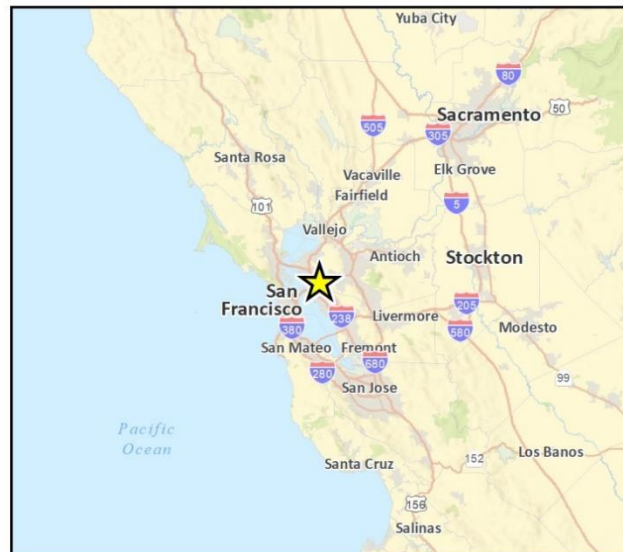 Yuba City
80
Sacramento
50
505
305
Santa Rosa
Elk Grove
Vacaville
Fairfield
101
5
Vallejo
Antioch
Stockton
San
Francisco
205
238
Livermore
380
580
Modesto
San Mateo
Fremont
680
280
99
San Jose
Pacific
Ocean
152
Los Banos
Santa Cruz
156
Salinas